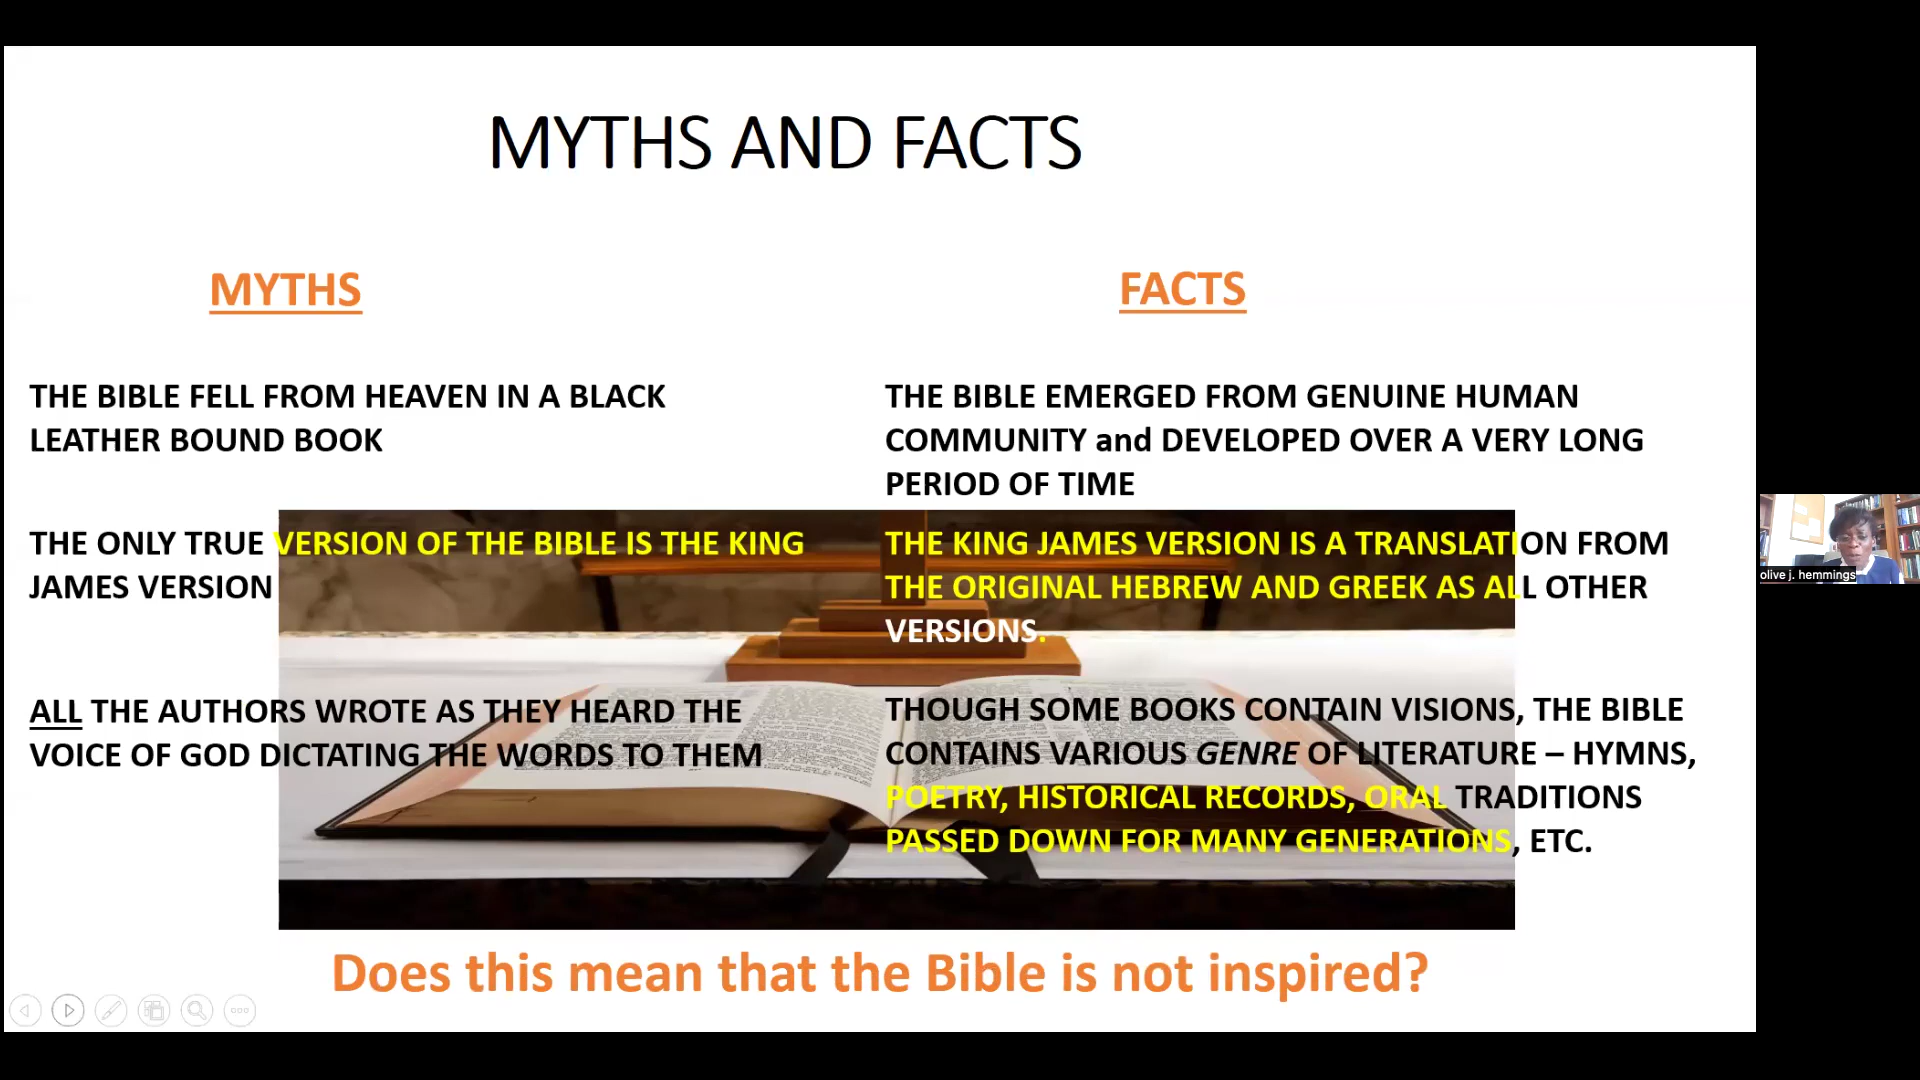 MYTHS AND FACTS
MYTHS
THE BIBLE FELL FROM HEAVEN IN A BLACK
LEATHER BOUND BOOK
THE ONLY TRUE VERSION OF THE BIBLE IS THE KING
JAMES VERSION
ALL THE AUTHORS WROTE AS THEY HEARD THE
VOICE OF GOD DICTATING THE WORDS TO THEM
FACTS
THE BIBLE EMERGED FROM GENUINE HUMAN
COMMUNITY and DEVELOPED OVER A VERY LONG
PERIOD OF TIME
THE KING JAMES VERSION IS A TRANSLATION FROM
THE ORIGINAL HEBREW AND GREEK AS ALL OTHER
VERSIONS.
THOUGH SOME BOOKS CONTAIN VISIONS, THE BIBLE
CONTAINS VARIOUS GENRE OF LITERATURE – HYMNS,
POETRY, HISTORICAL RECORDS, ORAL TRADITIONS
PASSED DOWN FOR MANY GENERATIONS, ETC.
Does this mean that the Bible is not inspired?
olive j. hemmings